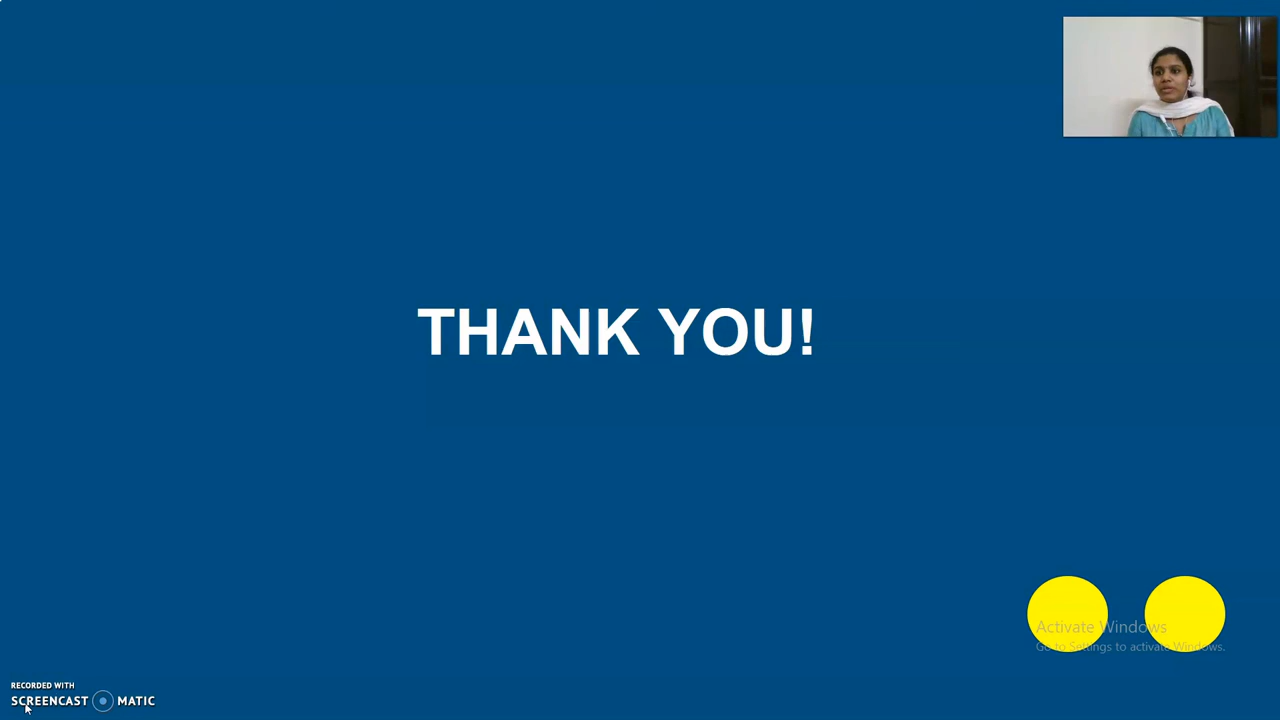 THANK YOU!
Activate Windows
Go to Settings to activate Windows.
RECORDED WITH
SCREENCAST MATIC